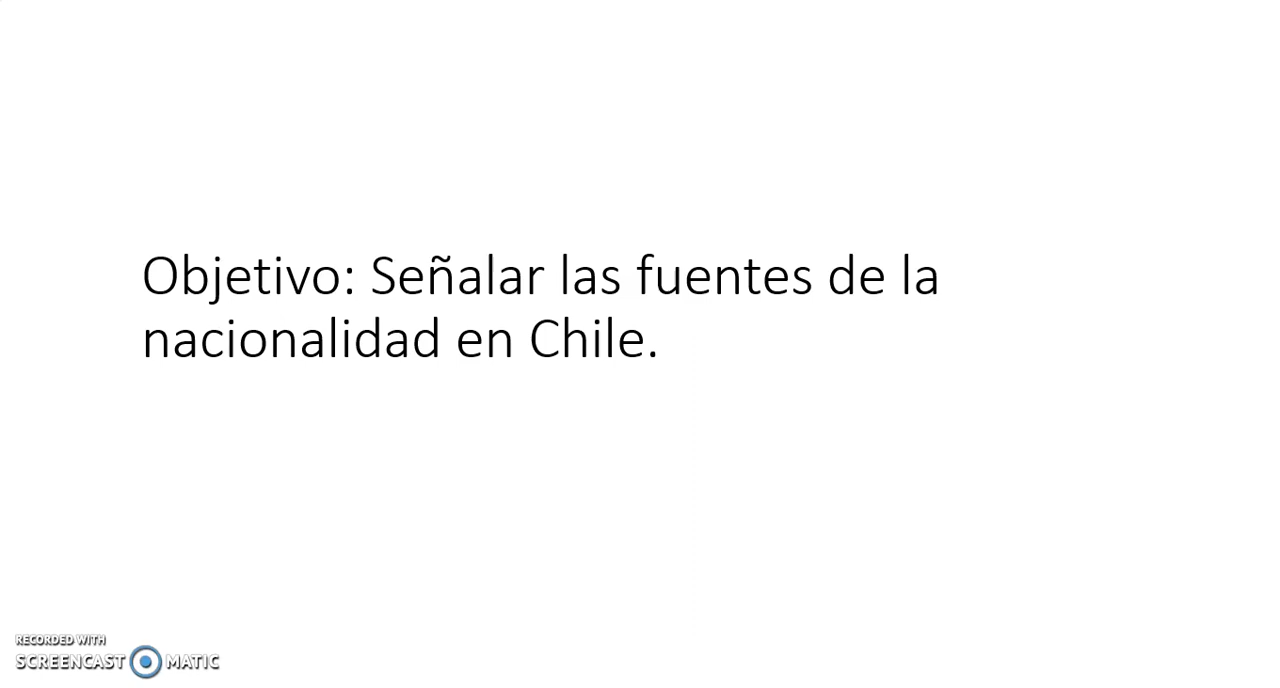 Objetivo: Señalar las fuentes de la
nacionalidad en Chile.
RECORDED WITH
SCREENCAST MATIC